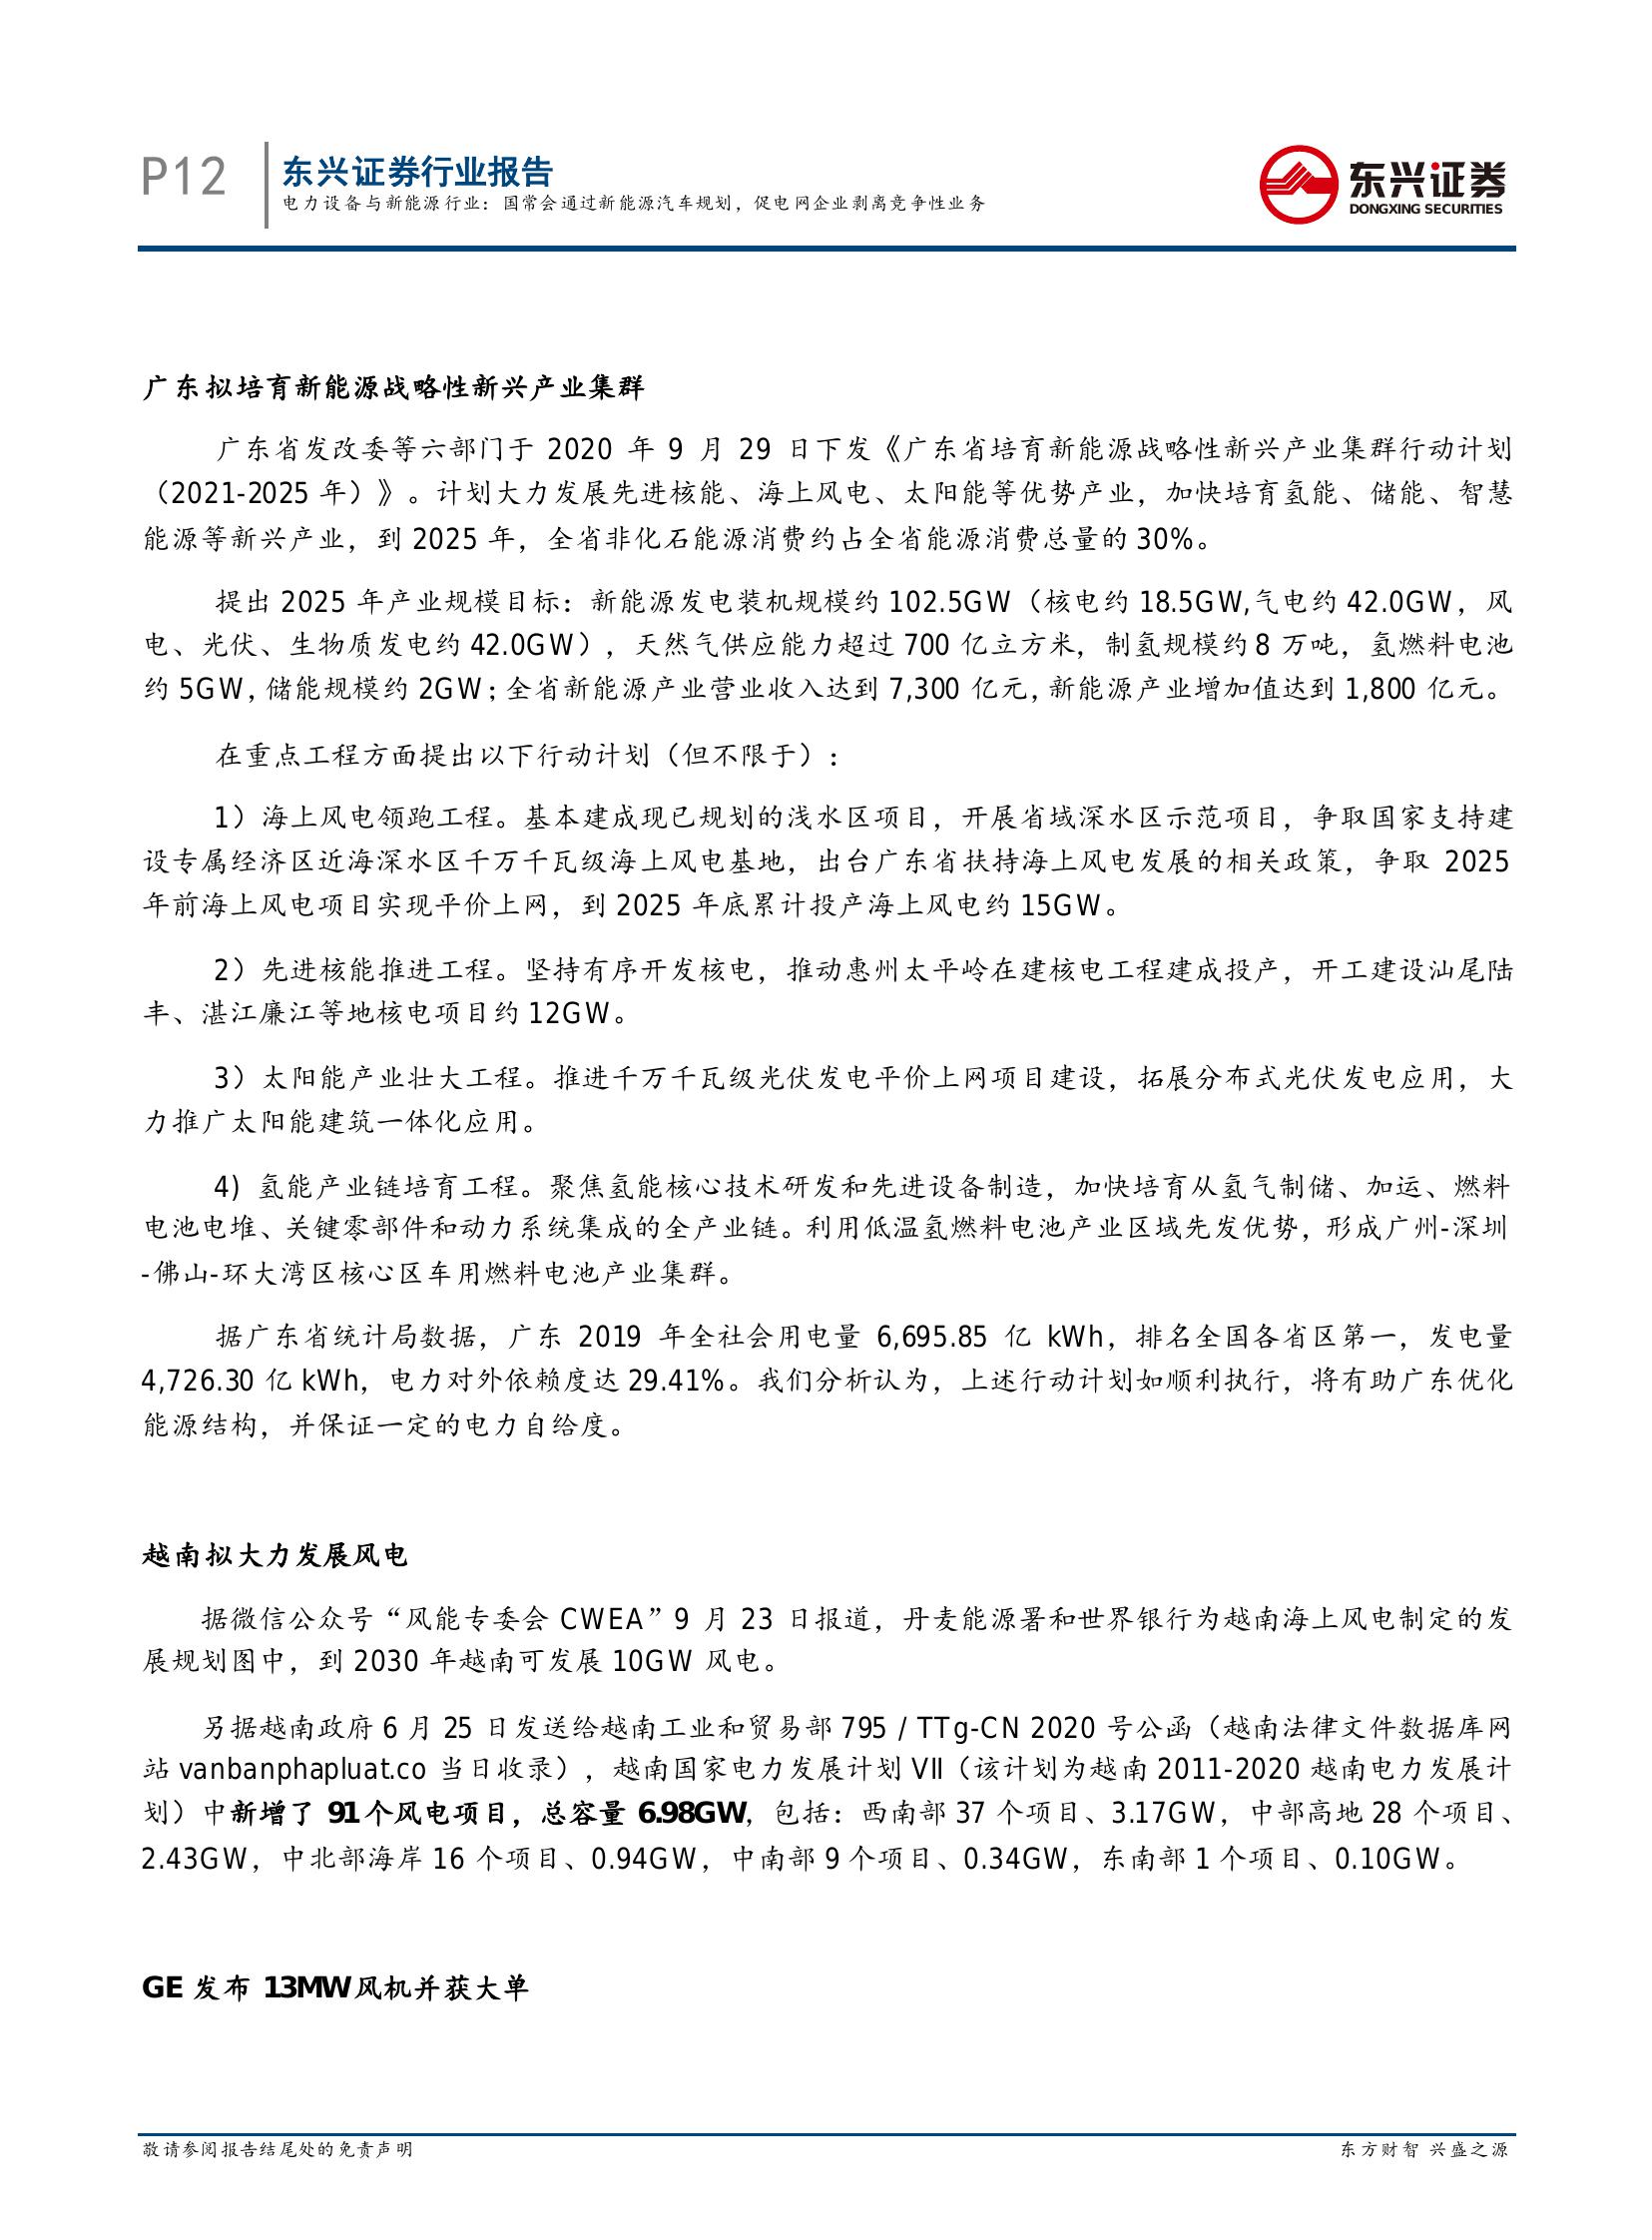 P12
东兴证券行业报告
电力设备与新能源行业：国常会通过新能源汽车规划，促电网企业剥离竞争性业务
东兴证券
DONGXING SECURITIES
广东拟培育新能源战略性新兴产业集群
广东省发改委等六部门于 2020 年 9 月 29 日下发《广东省培育新能源战略性新兴产业集群行动计划
（2021-2025 年）》。计划大力发展先进核能、海上风电、太阳能等优势产业，加快培育氢能、储能、智慧
能源等新兴产业，到 2025 年，全省非化石能源消费约占全省能源消费总量的 30%。
提出 2025 年产业规模目标：新能源发电装机规模约 102.5GW（核电约 18.5GW,气电约 42.0GW，风
电、光伏、生物质发电约 42.0GW），天然气供应能力超过 700 亿立方米，制氢规模约 8 万吨，氢燃料电池
约 5GW，储能规模约 2GW；全省新能源产业营业收入达到 7,300 亿元，新能源产业增加值达到 1,800 亿元。
在重点工程方面提出以下行动计划（但不限于）：
1）海上风电领跑工程。基本建成现已规划的浅水区项目，开展省域深水区示范项目，争取国家支持建
设专属经济区近海深水区千万千瓦级海上风电基地，出台广东省扶持海上风电发展的相关政策，争取 2025
年前海上风电项目实现平价上网，到 2025 年底累计投产海上风电约 15GW。
2）先进核能推进工程。坚持有序开发核电，推动惠州太平岭在建核电工程建成投产，开工建设汕尾陆
丰、湛江廉江等地核电项目约 12GW。
3）太阳能产业壮大工程。推进千万千瓦级光伏发电平价上网项目建设，拓展分布式光伏发电应用，大
力推广太阳能建筑一体化应用。
4) 氢能产业链培育工程。聚焦氢能核心技术研发和先进设备制造，加快培育从氢气制储、加运、燃料
电池电堆、关键零部件和动力系统集成的全产业链。利用低温氢燃料电池产业区域先发优势，形成广州-深圳
-佛山-环大湾区核心区车用燃料电池产业集群。
据广东省统计局数据，广东 2019 年全社会用电量 6,695.85 亿 kWh，排名全国各省区第一，发电量
4,726.30 亿 kWh，电力对外依赖度达 29.41%。我们分析认为，上述行动计划如顺利执行，将有助广东优化
能源结构，并保证一定的电力自给度。
越南拟大力发展风电
据微信公众号“风能专委会 CWEA”9 月 23 日报道，丹麦能源署和世界银行为越南海上风电制定的发
展规划图中，到 2030 年越南可发展 10GW 风电。
另据越南政府 6 月 25 日发送给越南工业和贸易部 795 / TTg-CN 2020 号公函（越南法律文件数据库网
站 vanbanphapluat.co 当日收录），越南国家电力发展计划 VII（该计划为越南 2011-2020 越南电力发展计
划）中新增了 91 个风电项目，总容量 6.98GW，包括：西南部 37 个项目、3.17GW，中部高地 28 个项目、
2.43GW，中北部海岸 16 个项目、0.94GW，中南部 9 个项目、0.34GW，东南部 1 个项目、0.10GW。
GE 发布 13MW 风机并获大单
敬请参阅报告结尾处的免责声明
东方财智 兴盛之源